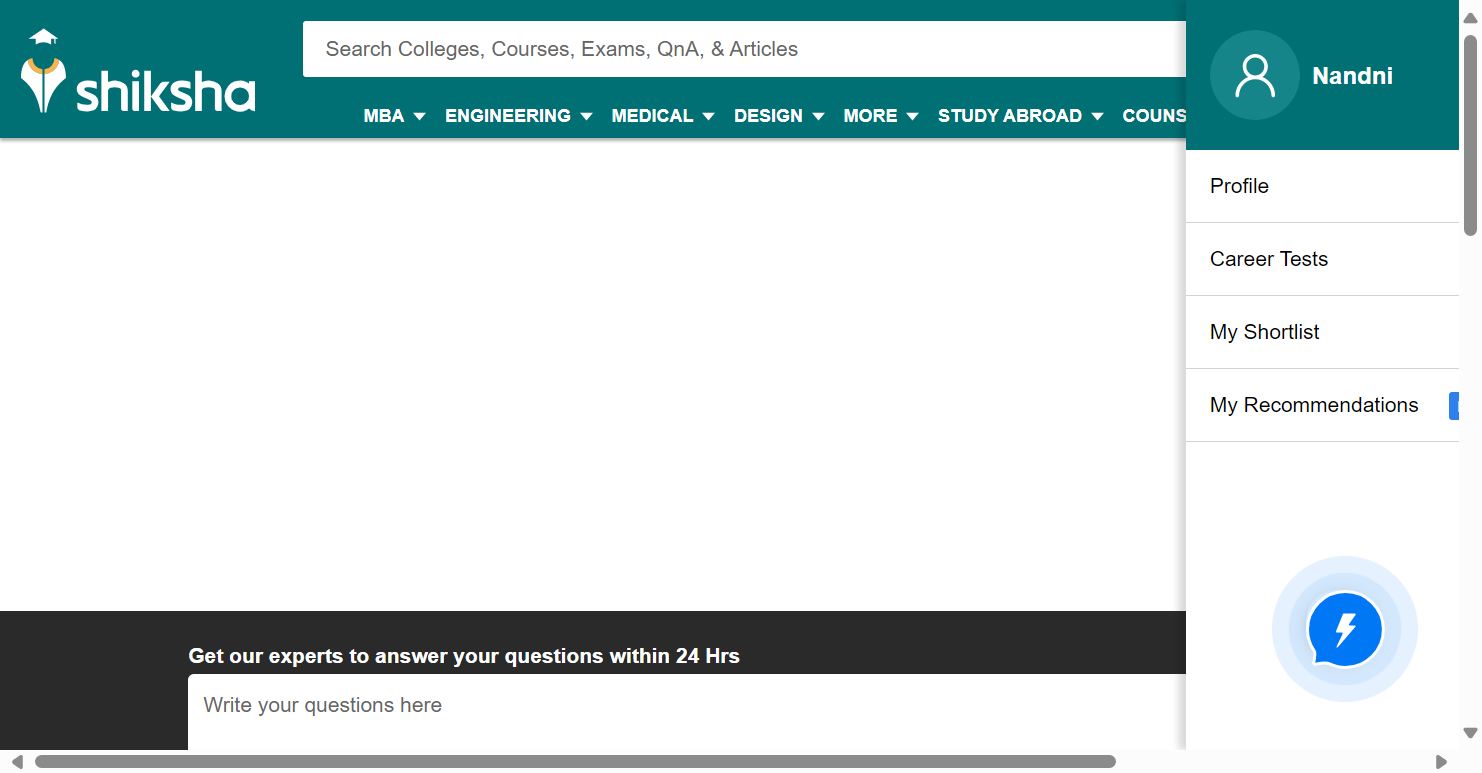 shiksha
Search Colleges, Courses, Exams, QnA, & Articles
MBA ENGINEERING MEDICAL DESIGN MORE STUDY ABROAD COUNS
Nandni
Profile
Career Tests
My Shortlist
My Recommendations
Get our experts to answer your questions within 24 Hrs
Write your questions here